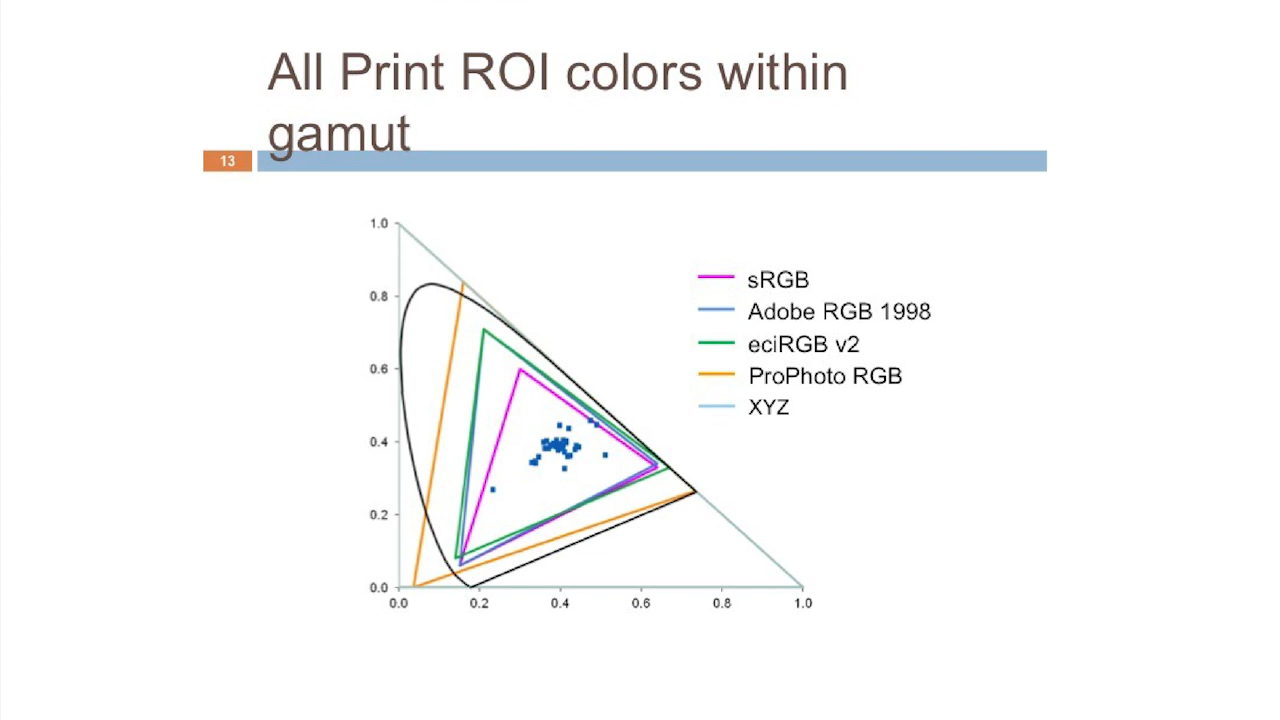 All Print ROI colors within
gamut
13
1.0
0.8
0.6
0.4
0.2
0.0
0.0 0.2 0.4 0.6 0.8 1.0
sRGB
Adobe RGB 1998
eciRGB v2
ProPhoto RGB
XYZ